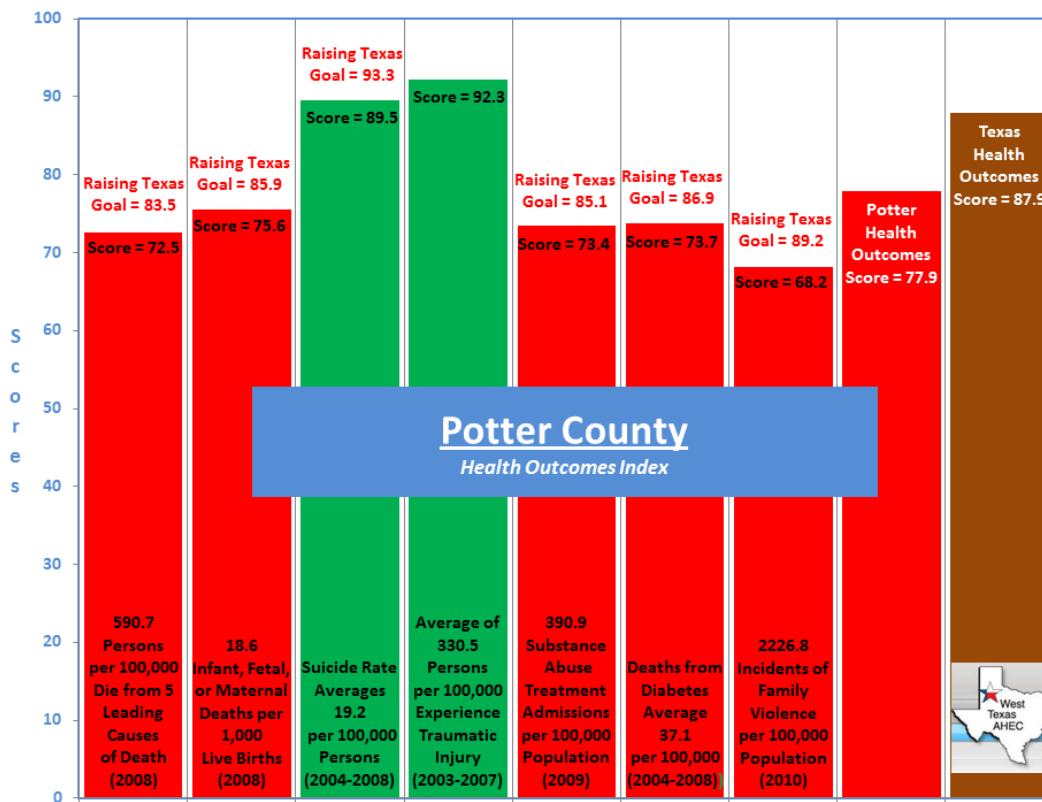 100
90
80
70
60
50
40
30
20
10
0
S
c
o
r
e
s
Raising Texas
Goal = 83.5
Score = 72.5
590.7
Persons
per 100,000
Die from 5
Leading
Causes
of Death
(2008)
Raising Texas
Goal = 85.9
Score = 75.6
18.6
Infant, Fetal,
or Maternal
Deaths per
1,000
Live Births
(2008)
Raising Texas
Goal = 93.3
Score = 89.5
Suicide Rate
Averages
19.2
per 100,000
Persons
(2004-2008)
Score = 92.3
Average of
330.5
Persons
per 100,000
Experience
Traumatic
Injury
(2003-2007)
Raising Texas
Goal = 85.1
Score = 73.4
390.9
Substance
Abuse
Treatment
Admissions
per 100,000
Population
(2009)
Raising Texas
Goal = 86.9
Score = 73.7
Deaths from
Diabetes
Average
37.1
per 100,000
(2004-2008))
Raising Texas
Goal = 89.2
Score = 68.2
2226.8
Incidents of
Family
Violence
per 100,000
Population
(2010)
Potter
Health
Outcomes
Score = 77.9
Texas
Health
Outcomes
Score = 87.9
Potter County
Health Outcomes Index
West
Texas
AHEC